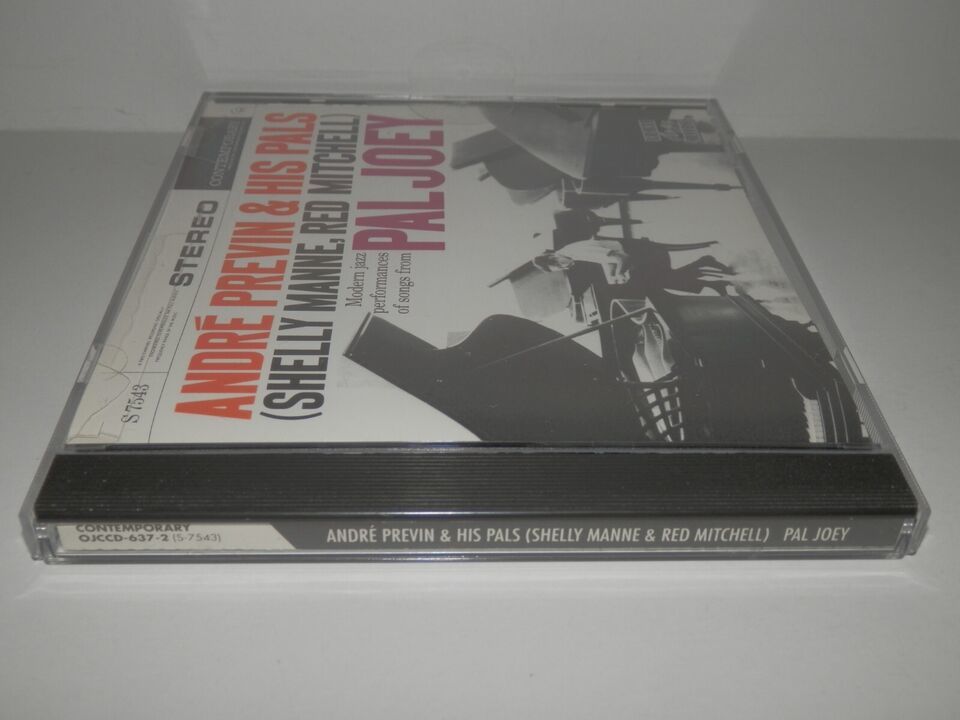 CONTEMPORARY
STEREO
S 7543
ANDRÉ PREVIN & HIS PALS
(SHELLY MANNE, RED MITCHELL)
Modern jazz
performances
of songs from
PAL JOEY
CONTEMPORARY
OJCCD-637-2 (S-7543)
ANDRÉ PREVIN & HIS PALS (SHELLY MANNE & RED MITCHELL) PAL JOEY